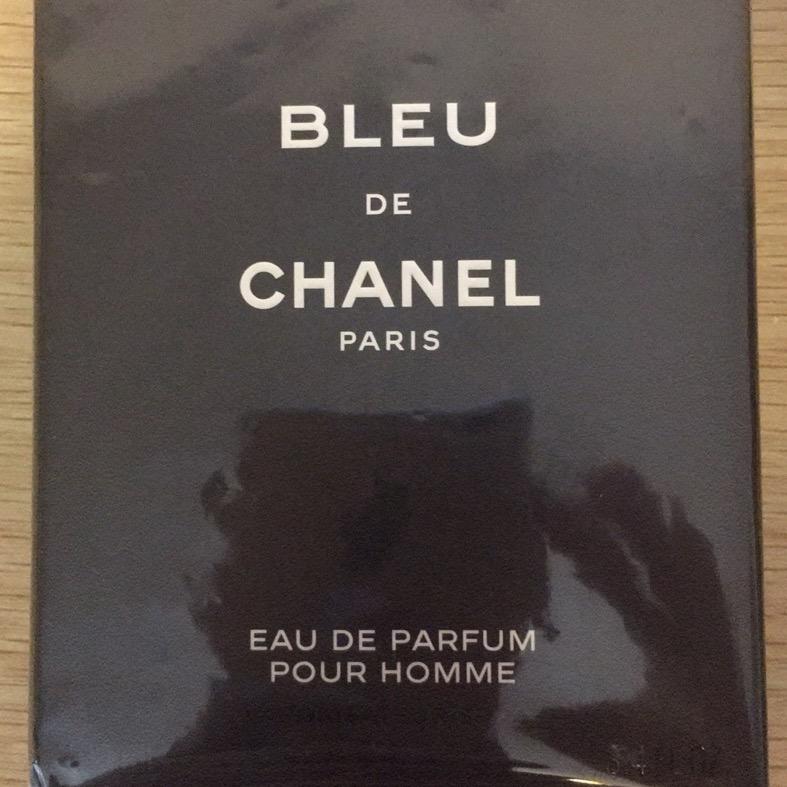 BLEU
DE
CHANEL
PARIS
EAU DE PARFUM
POUR HOMME